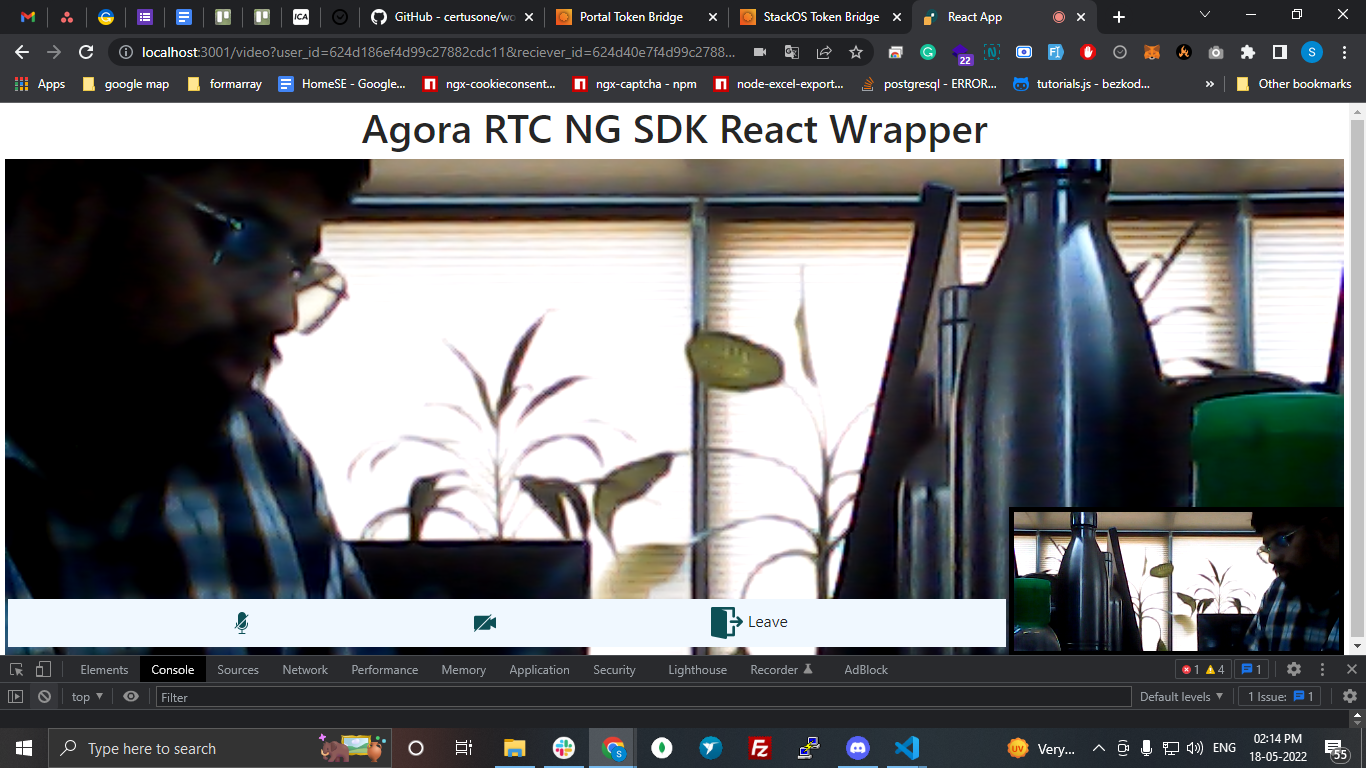 GitHub - certusone/wo
Portal Token Bridge
StackOS Token Bridge
React App
localhost:3001/video?user_id=624d186ef4d99c27882cdc11&reciever_id=624d40e7f4d99c2788...
22
S
Apps
google map
formarray
HomeSE - Google...
ngx-cookieconsent...
ngx-captcha - npm
node-excel-export...
postgresql - ERROR...
tutorials.js - bezkod...
»
Other bookmarks
Agora RTC NG SDK React Wrapper
Leave
Elements
Console
Sources
Network
Performance
Memory
Application
Security
Lighthouse
Recorder
AdBlock
1
4
1
top
Filter
Default levels
1 Issue:
1
Type here to search
Very...
ENG
02:14 PM
18-05-2022
55